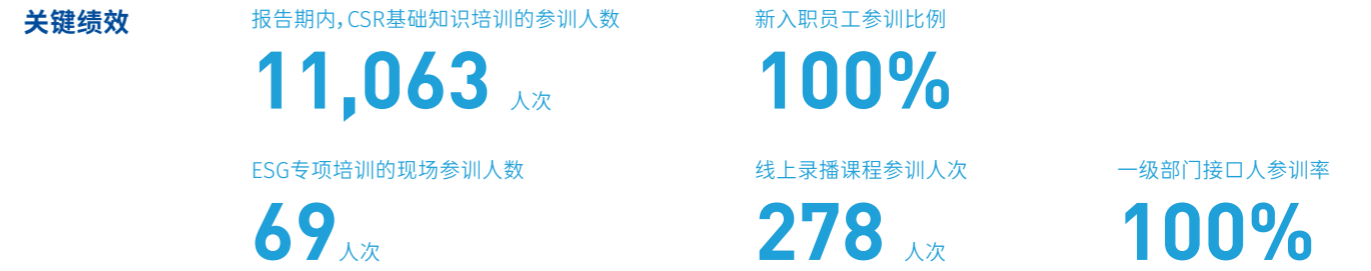 关键绩效
报告期内，CSR基础知识培训的参训人数
11,063 人次
新入职员工参训比例
100%
ESG专项培训的现场参训人数
69人次
线上录播课程参训人次
278 人次
一级部门接口人参训率
100%